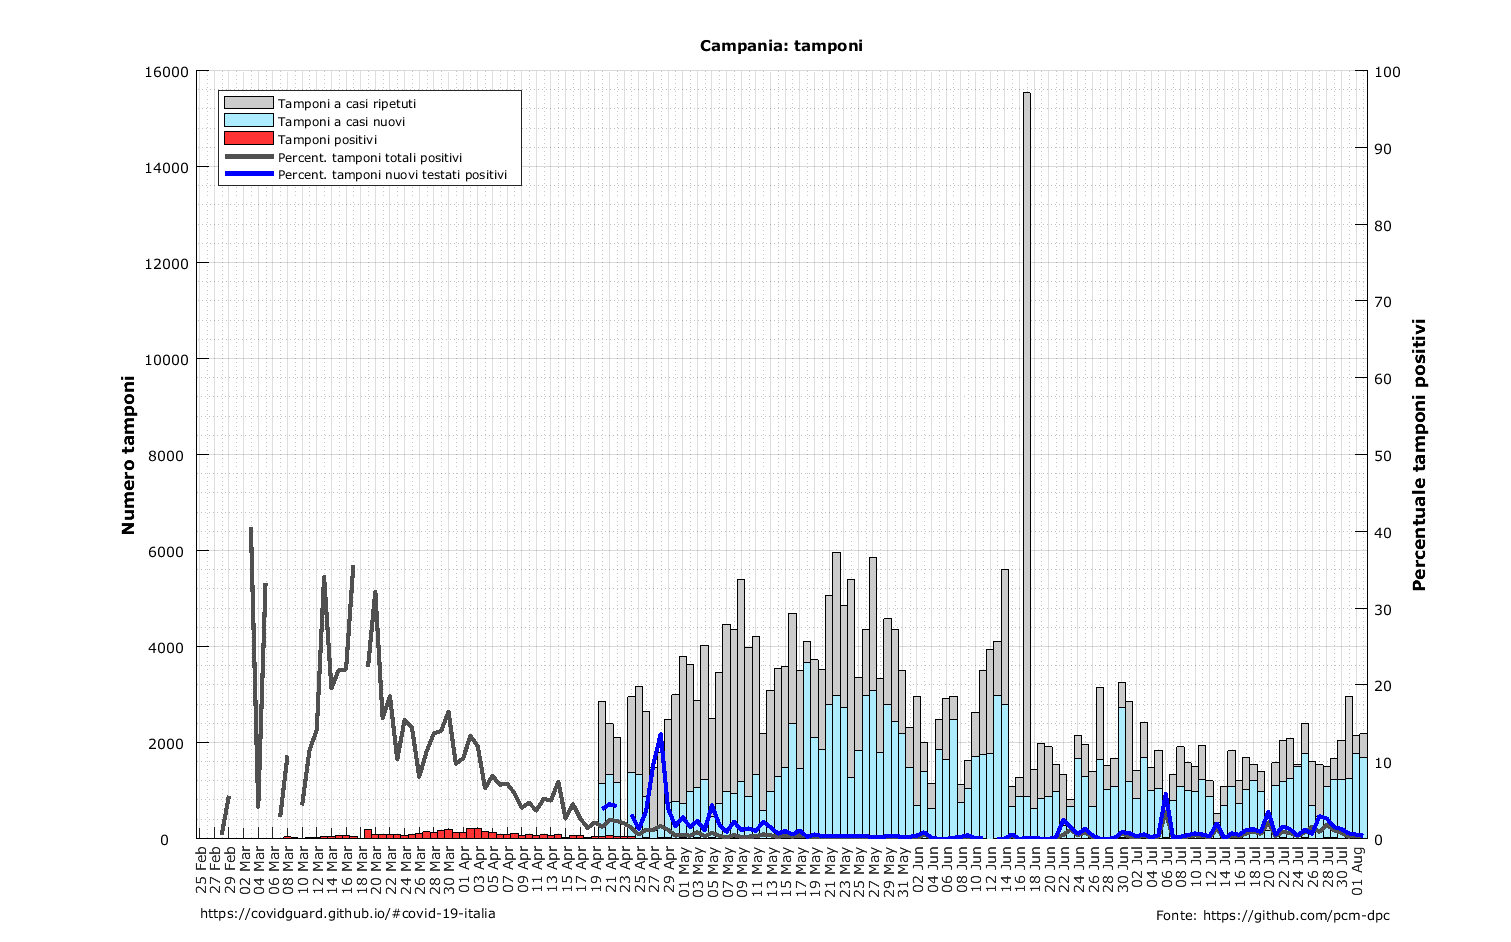 Campania: tamponi
16000
14000
12000
10000
8000
6000
4000
2000
0
Numero tamponi
Tamponi a casi ripetuti
Tamponi a casi nuovi
Tamponi positivi
Percent. tamponi totali positivi
Percent. tamponi nuovi testati positivi
100
90
80
70
60
50
40
30
20
10
0
Percentuale tamponi positivi
25 Feb
27 Feb
29 Feb
02 Mar
04 Mar
06 Mar
08 Mar
10 Mar
12 Mar
14 Mar
16 Mar
18 Mar
20 Mar
22 Mar
24 Mar
26 Mar
28 Mar
30 Mar
01 Apr
03 Apr
05 Apr
07 Apr
09 Apr
11 Apr
13 Apr
15 Apr
17 Apr
19 Apr
21 Apr
23 Apr
25 Apr
27 Apr
29 Apr
01 May
03 May
05 May
07 May
09 May
11 May
13 May
15 May
17 May
19 May
21 May
23 May
25 May
27 May
29 May
31 May
02 Jun
04 Jun
06 Jun
08 Jun
10 Jun
12 Jun
14 Jun
16 Jun
18 Jun
20 Jun
22 Jun
24 Jun
26 Jun
28 Jun
30 Jun
02 Jul
04 Jul
06 Jul
08 Jul
10 Jul
12 Jul
14 Jul
16 Jul
18 Jul
20 Jul
22 Jul
24 Jul
26 Jul
28 Jul
30 Jul
01 Aug
https://covidguard.github.io/#covid-19-italia
Fonte: https://github.com/pcm-dpc